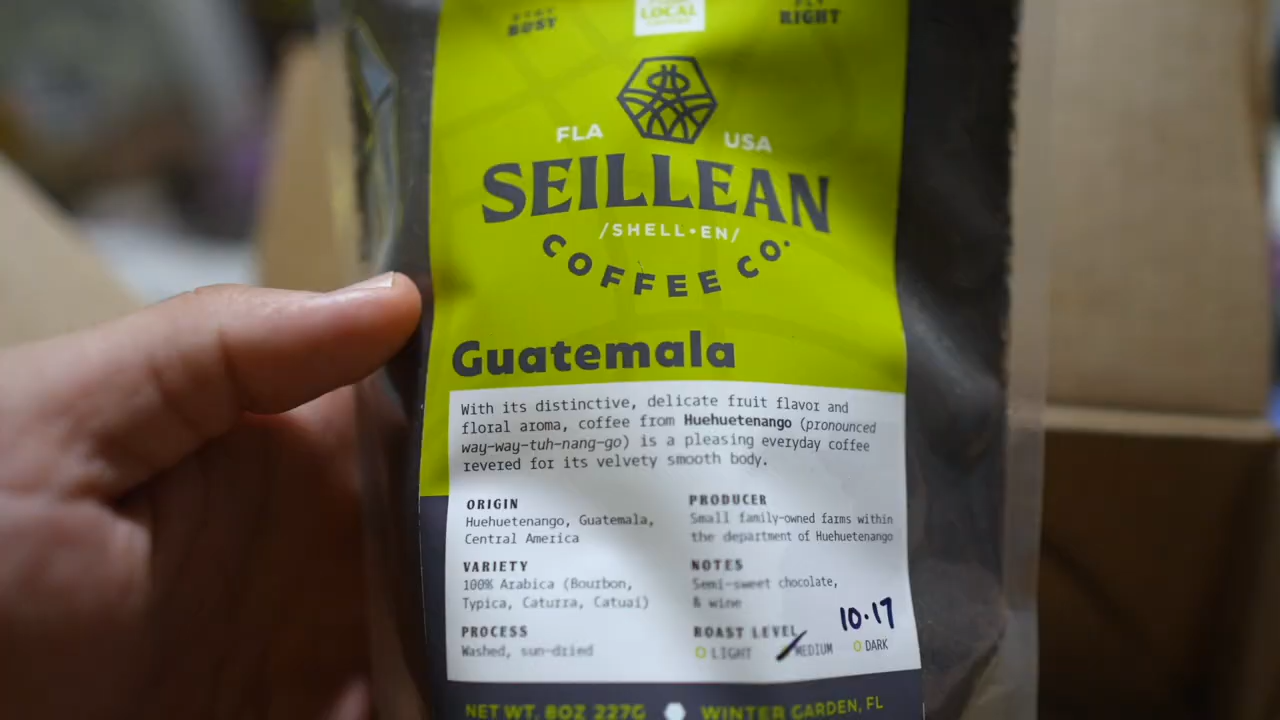 BUSY
LOCAL
FLY
RIGHT
FLA USA
SEILLEAN
/SHELL•EN/
COFFEE CO.
Guatemala
With its distinctive, delicate fruit flavor and
floral aroma, coffee from Huehuetenango (pronounced
way-way-tuh-nang-go) is a pleasing everyday coffee
revered for its velvety smooth body.
ORIGIN
Huehuetenango, Guatemala,
Central America
VARIETY
100% Arabica (Bourbon,
Typica, Caturra, Catuai)
PROCESS
Washed, sun-dried
PRODUCER
Small family-owned farms within
the department of Huehuetenango
NOTES
Semi-sweet chocolate,
& wine
10.17
ROAST LEVEL
LIGHT MEDIUM DARK
NET WT. 8OZ 227G WINTER GARDEN, FL